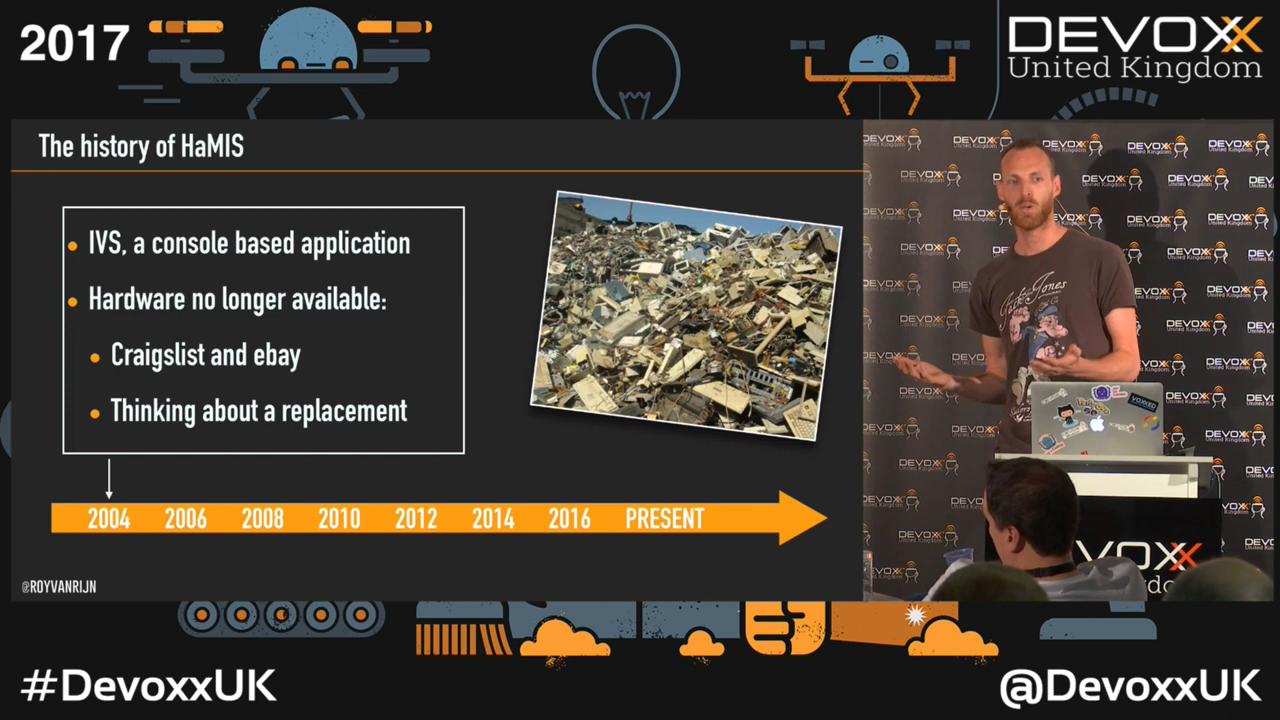 2017
DEVOXX
United Kingdom
The history of HaMIS
IVS, a console based application
Hardware no longer available:
Craigslist and ebay
Thinking about a replacement
2004 2006 2008 2010 2012 2014 2016 PRESENT
@ROYVANRIJN
#DevoxxUK
@DevoxxUK